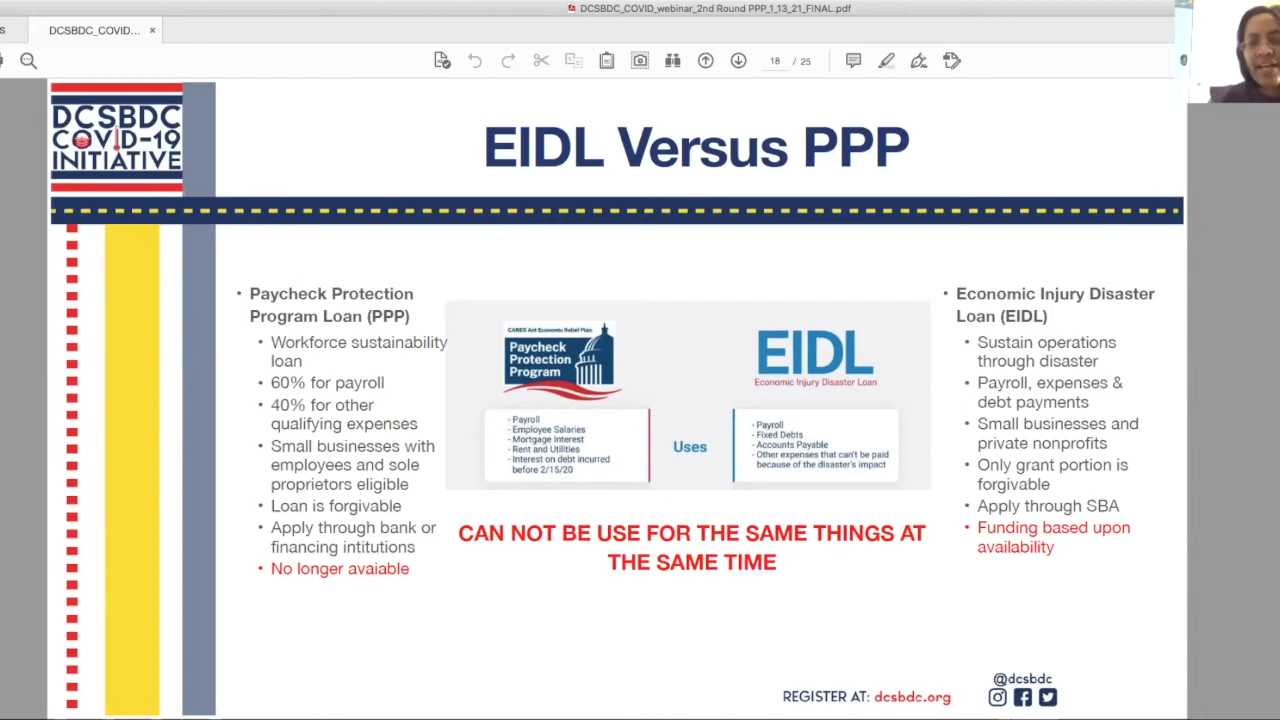 DCSBDC_COVID_webinar_2nd Round PPP_1_13_21_FINAL.pdf
s
DCSBDC_COVID... ×
18 / 25
DCSBDC
COVID-19
INITIATIVE
EIDL Versus PPP
• Paycheck Protection
Program Loan (PPP)
• Workforce sustainability
loan
• 60% for payroll
• 40% for other
qualifying expenses
• Small businesses with
employees and sole
proprietors eligible
• Loan is forgivable
• Apply through bank or
financing intitutions
• No longer avaiable
CARES Act Economic Relief Plan
Paycheck
Protection
Program
- Payroll
- Employee Salaries
- Mortgage Interest
- Rent and Utilities
- Interest on debt incurred
before 2/15/20
Uses
EIDL
Economic Injury Disaster Loan
- Payroll
- Fixed Debts
- Accounts Payable
- Other expenses that can't be paid
because of the disaster's impact
CAN NOT BE USE FOR THE SAME THINGS AT
THE SAME TIME
• Economic Injury Disaster
Loan (EIDL)
• Sustain operations
through disaster
• Payroll, expenses &
debt payments
• Small businesses and
private nonprofits
• Only grant portion is
forgivable
• Apply through SBA
• Funding based upon
availability
@dcsbdc
REGISTER AT: dcsbdc.org